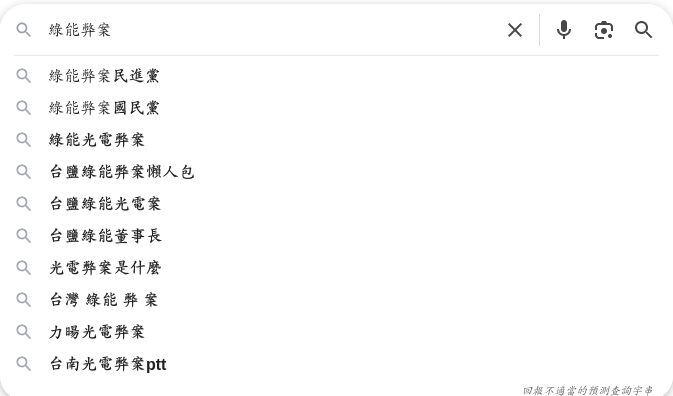 綠能弊案
綠能弊案民進黨
綠能弊案國民黨
綠能光電弊案
台鹽綠能弊案懶人包
台鹽綠能光電案
台鹽綠能董事長
光電弊案是什麼
台灣 綠能 弊 案
力暘光電弊案
台南光電弊案ptt
回報不適當的預測查詢字串